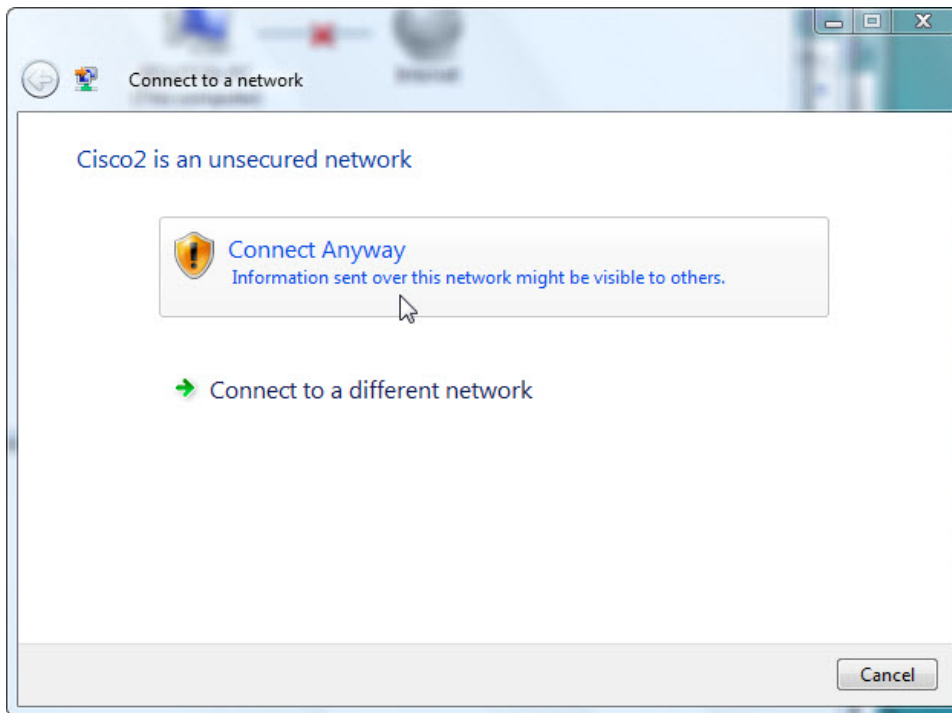 Connect to a network
Cisco2 is an unsecured network
Connect Anyway
Information sent over this network might be visible to others.
Connect to a different network
Cancel